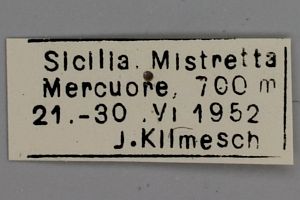 Sicilia. Mistretta
Mercuore, 700 m
21.-30.VI 1952
J.Klimesch